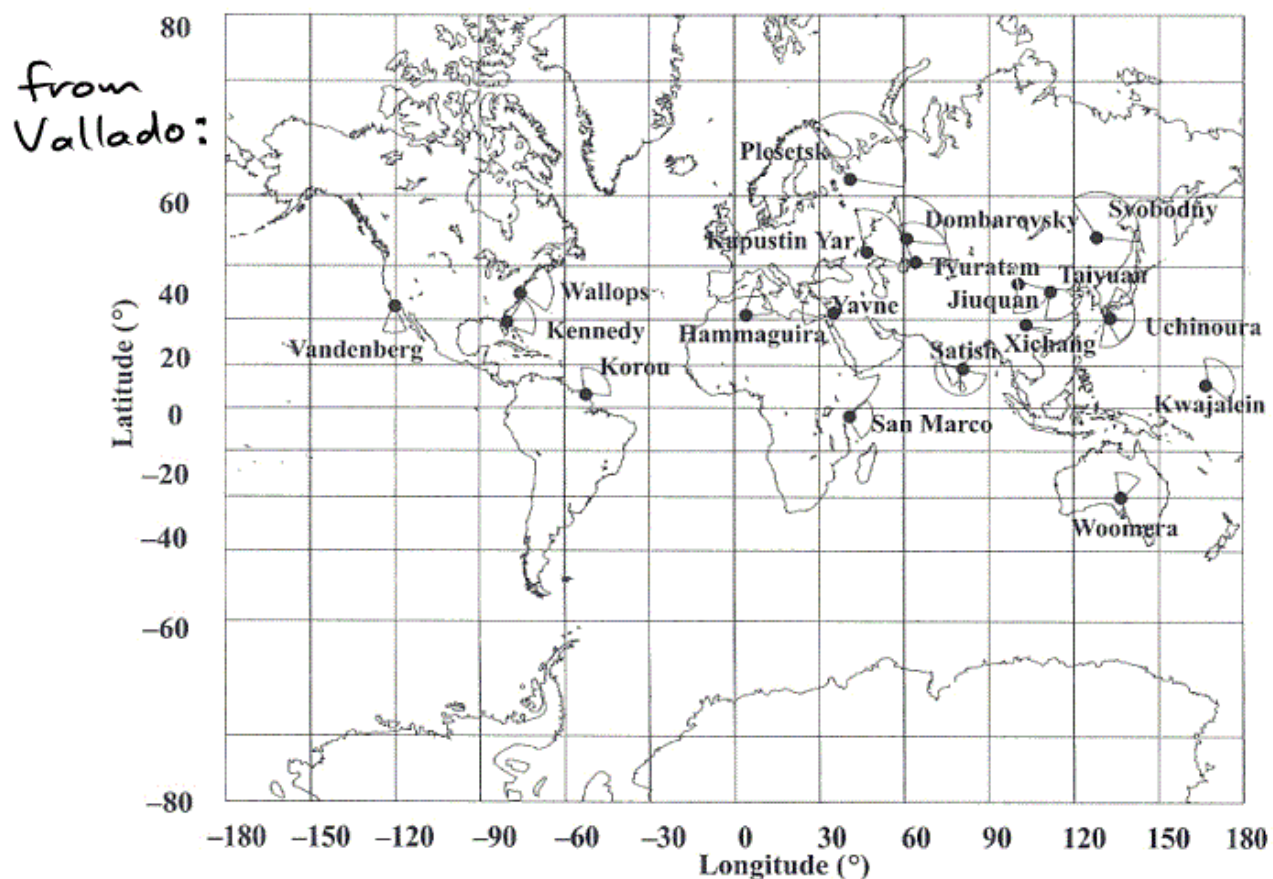 80
from
Vallado:
Plesetsk
60
Dombarovsky
Svobodny
Kapustin Yar
Tyuratam
Taiyuan
40
Wallops
Jiuquan
Yavne
Kennedy
Hammaguira
Uchinoura
Vandenberg
Satish
Xichang
20
Korou
Kwajalein
0
San Marco
Latitude (°)
−20
Woomera
−40
−60
−80
−180 −120 −90 −60 −30 0 30 60 90 120 150 180
Longitude (°)